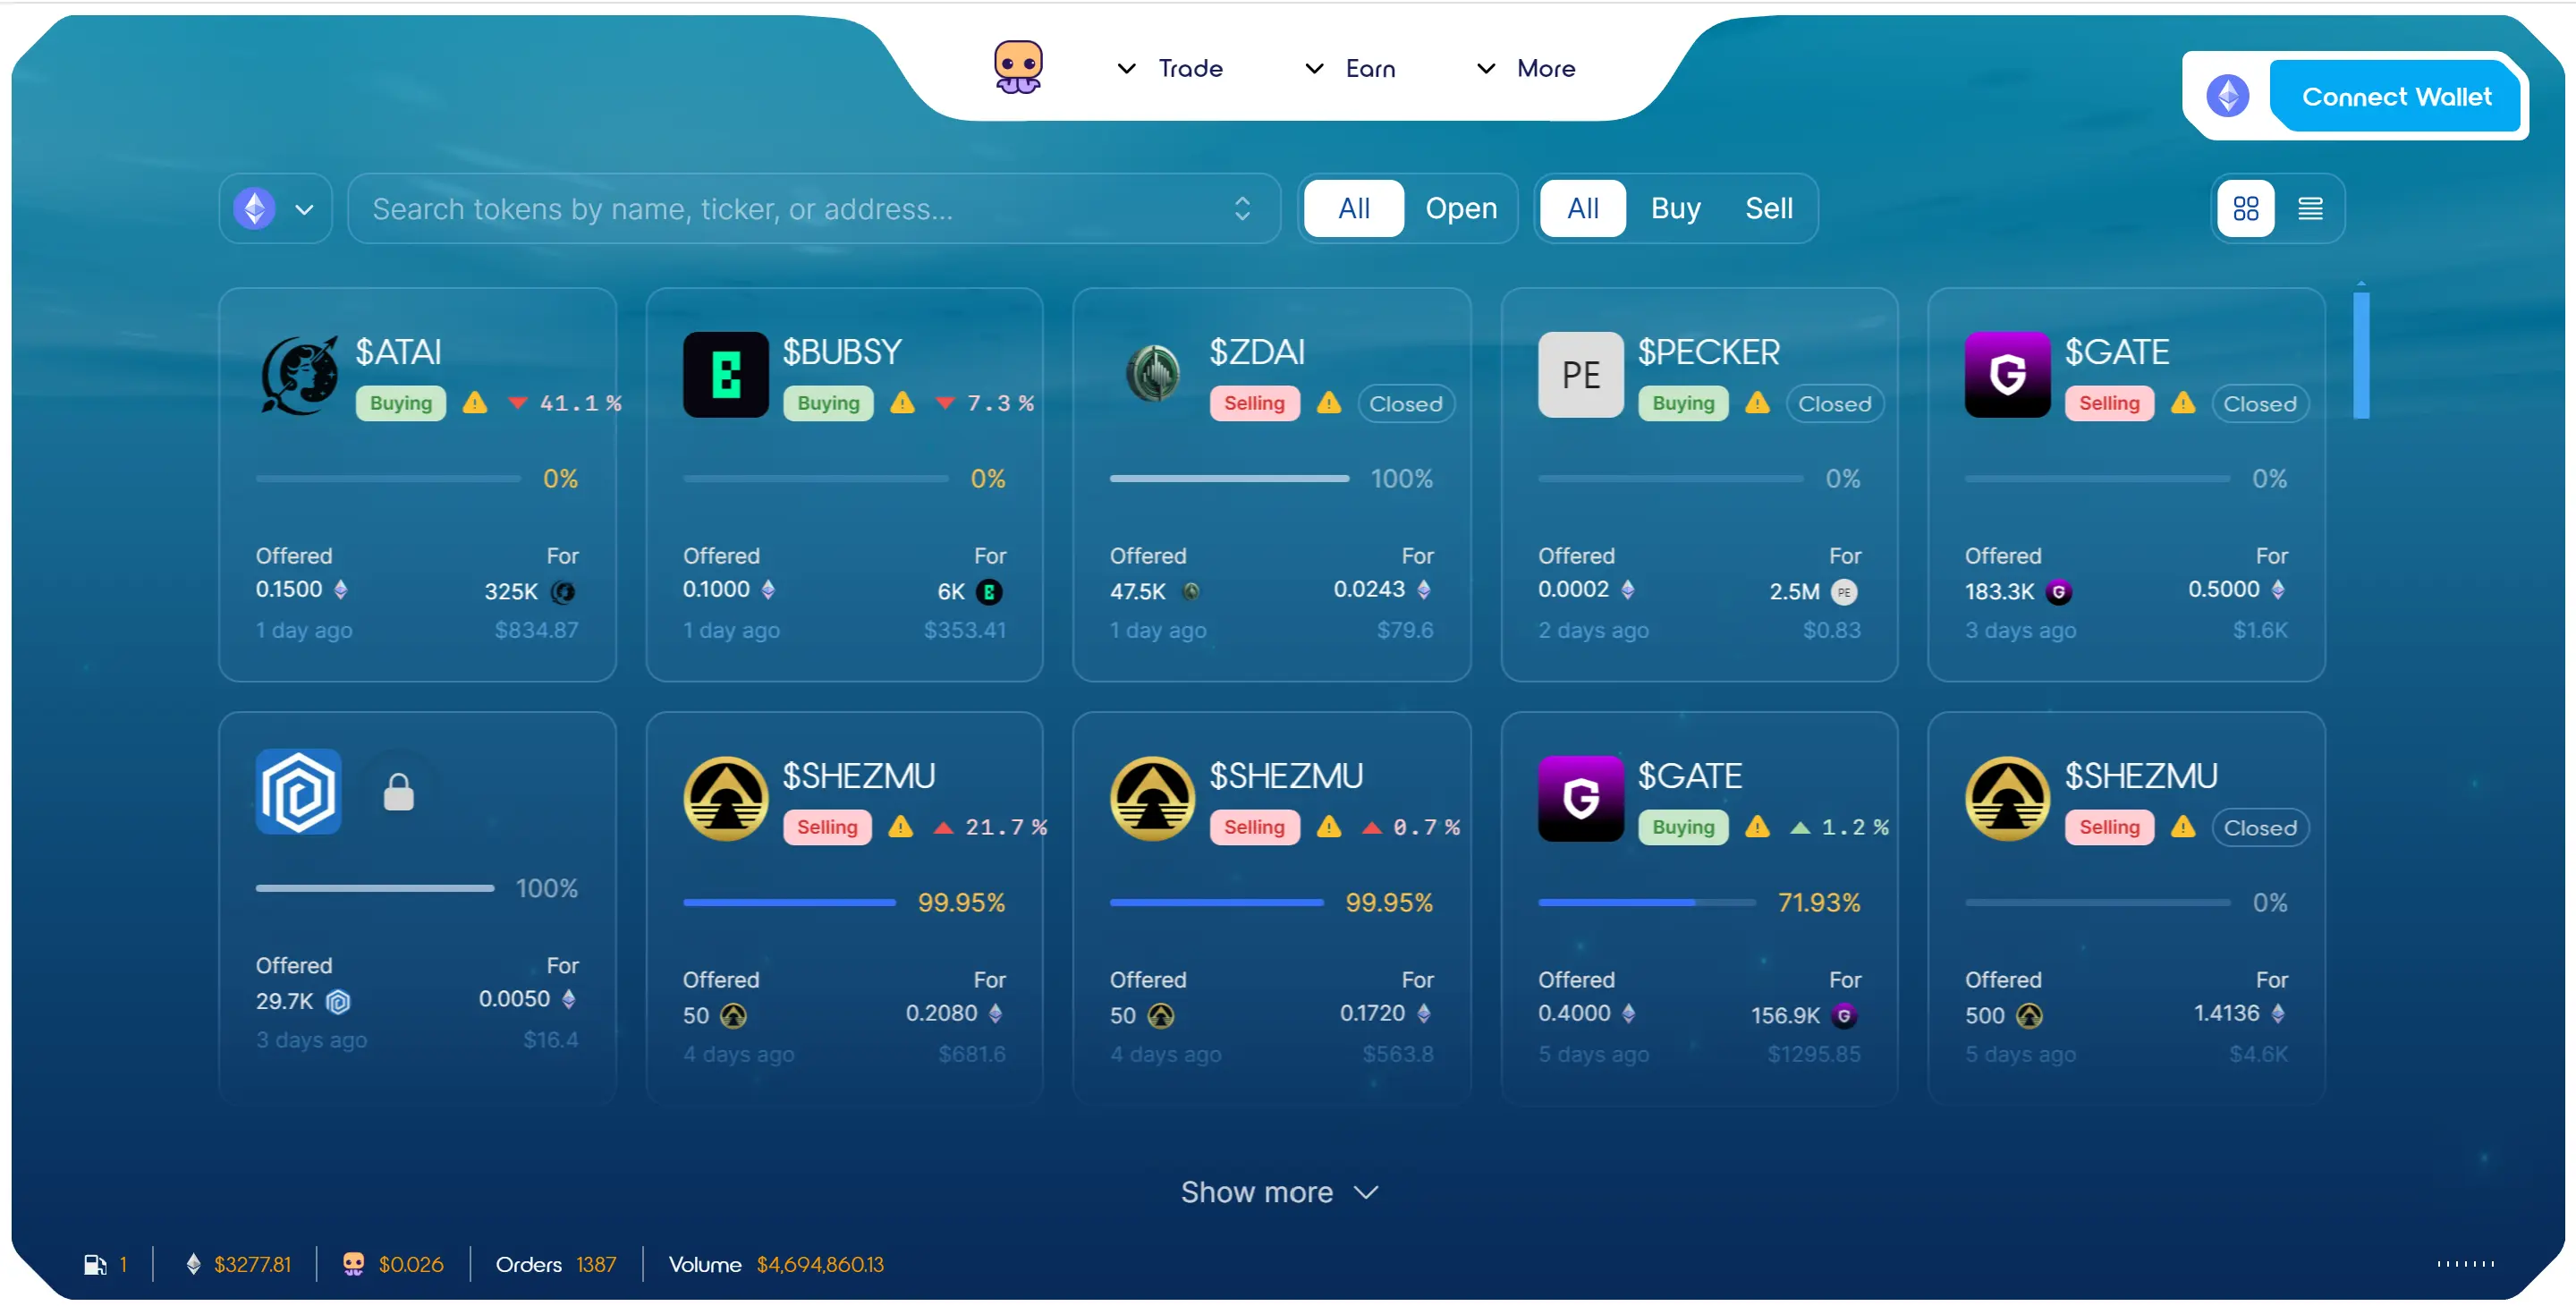 Trade
Earn
More
Connect Wallet
Search tokens by name, ticker, or address...
All Open
All Buy Sell
$ATAI
Buying 41.1%
0%
Offered For
0.1500 325K
1 day ago $834.87
$BUBSY
Buying 7.3%
0%
Offered For
0.1000 6K
1 day ago $353.41
$ZDAI
Selling Closed
100%
Offered For
47.5K 0.0243
1 day ago $79.6
PE
$PECKER
Buying Closed
0%
Offered For
0.0002 2.5M PE
2 days ago $0.83
$GATE
Selling Closed
0%
Offered For
183.3K 0.5000
3 days ago $1.6K
100%
Offered For
29.7K 0.0050
3 days ago $16.4
$SHEZMU
Selling 21.7%
99.95%
Offered For
50 0.2080
4 days ago $681.6
$SHEZMU
Selling 0.7%
99.95%
Offered For
50 0.1720
4 days ago $563.8
$GATE
Buying 1.2%
71.93%
Offered For
0.4000 156.9K
5 days ago $1295.85
$SHEZMU
Selling Closed
0%
Offered For
500 1.4136
5 days ago $4.6K
Show more
1 $3277.81 $0.026 Orders 1387 Volume $4,694,860.13